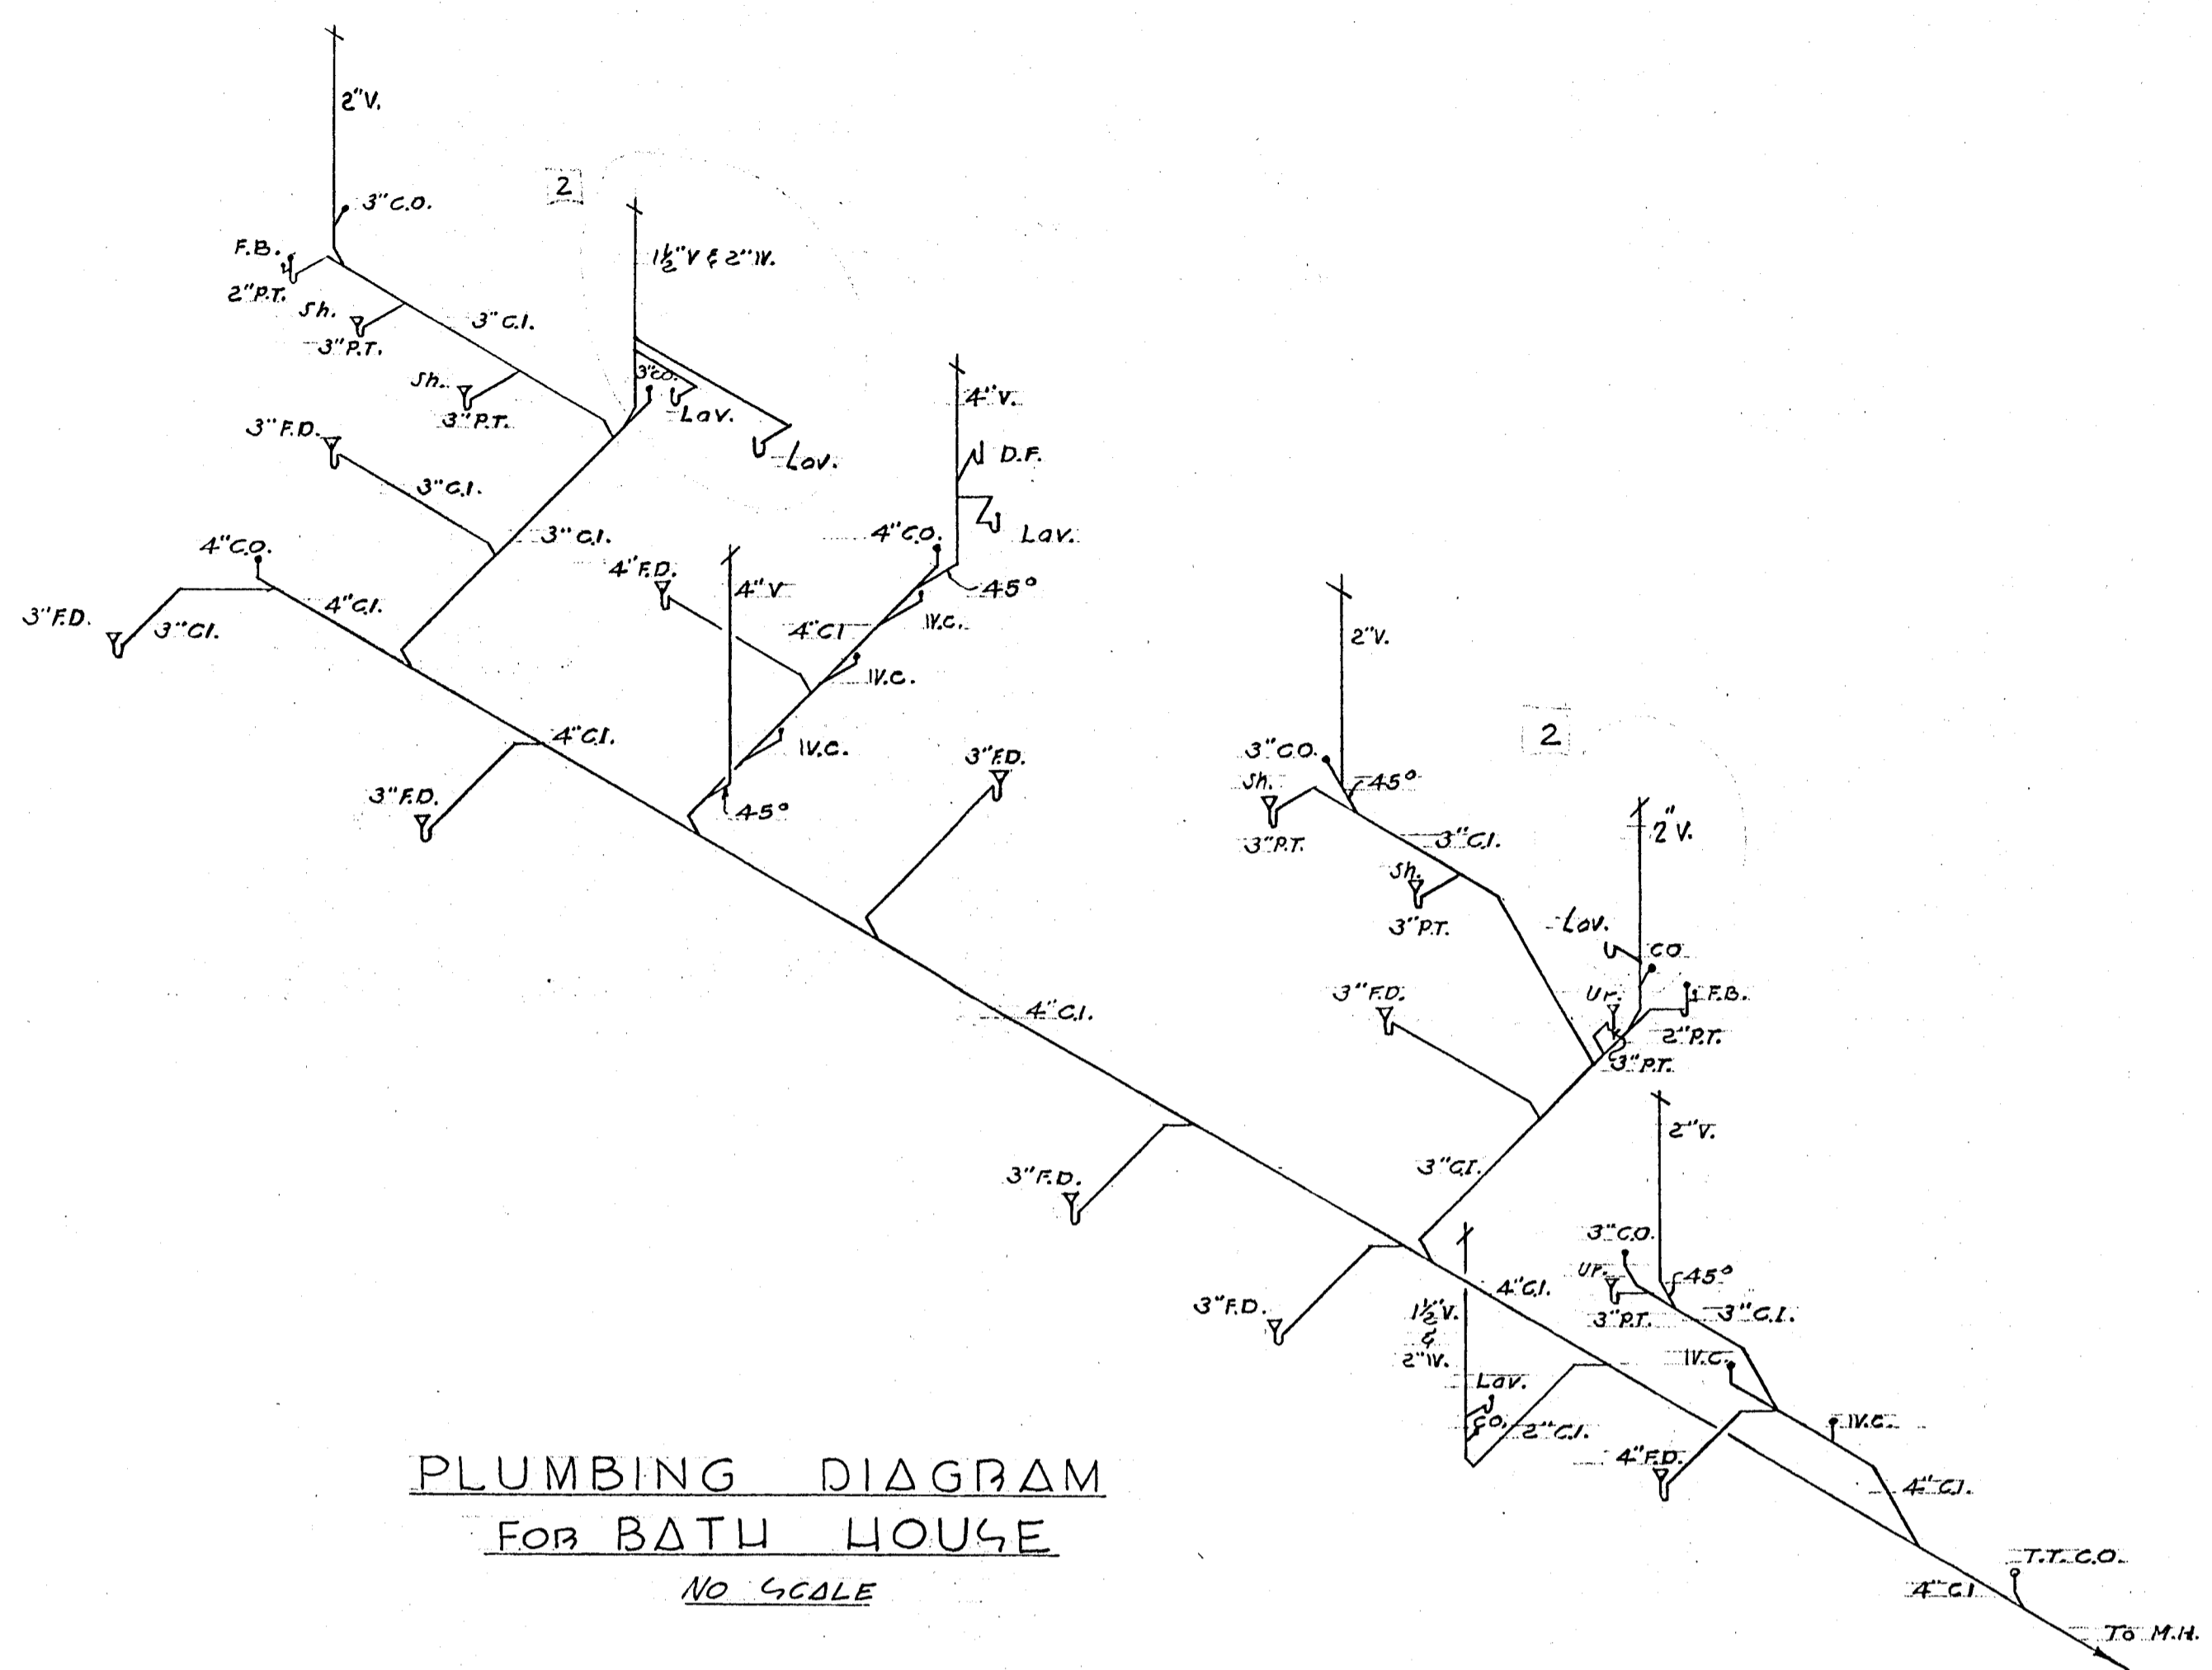 2"V.
3"C.O.
2
F.B.
1½"V & 2"W.
2"P.T.
Sh.
3"C.I.
3"P.T.
Sh.
3"C.O.
Lav.
3"P.T.
4"V.
3"F.D.
Lav.
D.F.
3"C.I.
3"C.I.
4"C.O.
Lav.
4"C.O.
4"F.D.
4"V
45°
4"C.I.
3"F.D.
3"C.I.
4"C.I
W.C.
2"V.
W.C.
4"C.I.
W.C.
2
3"F.D.
3"C.O.
3"F.D.
Sh.
45°
45°
2"V.
3"P.T.
3"C.I.
Sh.
3"P.T.
Lav.
CO
3"F.D.
Ur.
F.B.
4"C.I.
2"P.T.
3"P.T.
2"V.
3"C.I.
3"F.D.
3"C.O.
Ur.
45°
4"C.I.
3"F.D.
1½"V.
&
2"W.
3"P.T.
3"C.I.
W.C.
Lav.
C.O.
2"C.I.
W.C.
4"F.D.
4"C.I.
PLUMBING DIAGRAM
FOR BATH HOUSE
NO SCALE
T.T.C.O.
4"C.I
TO M.H.